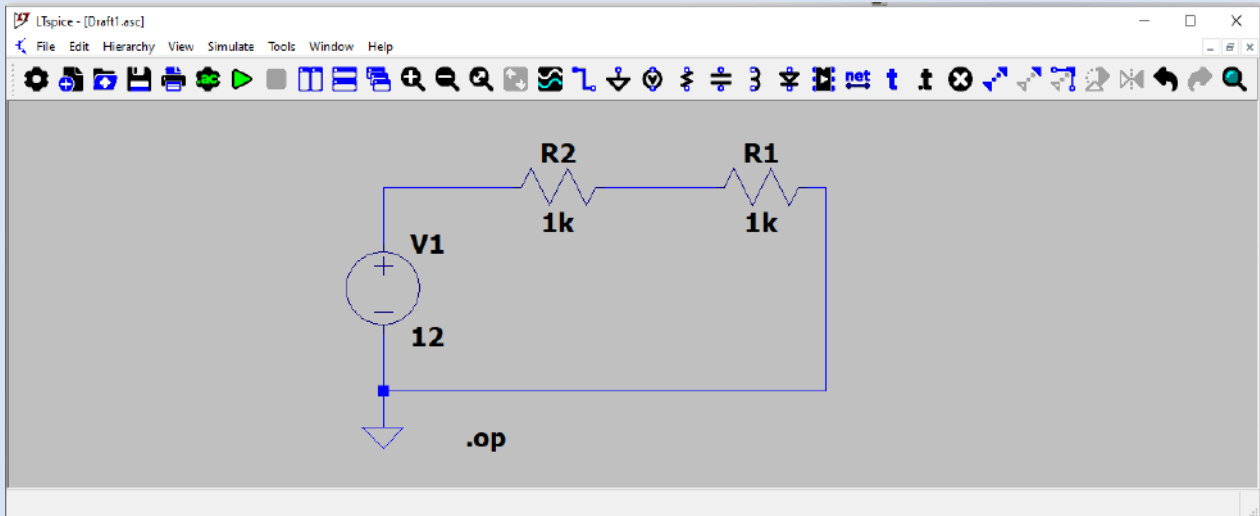 LTspice - [Draft1.asc]
File Edit Hierarchy View Simulate Tools Window Help
net t .t
R2 R1
1k 1k
V1
12
.op